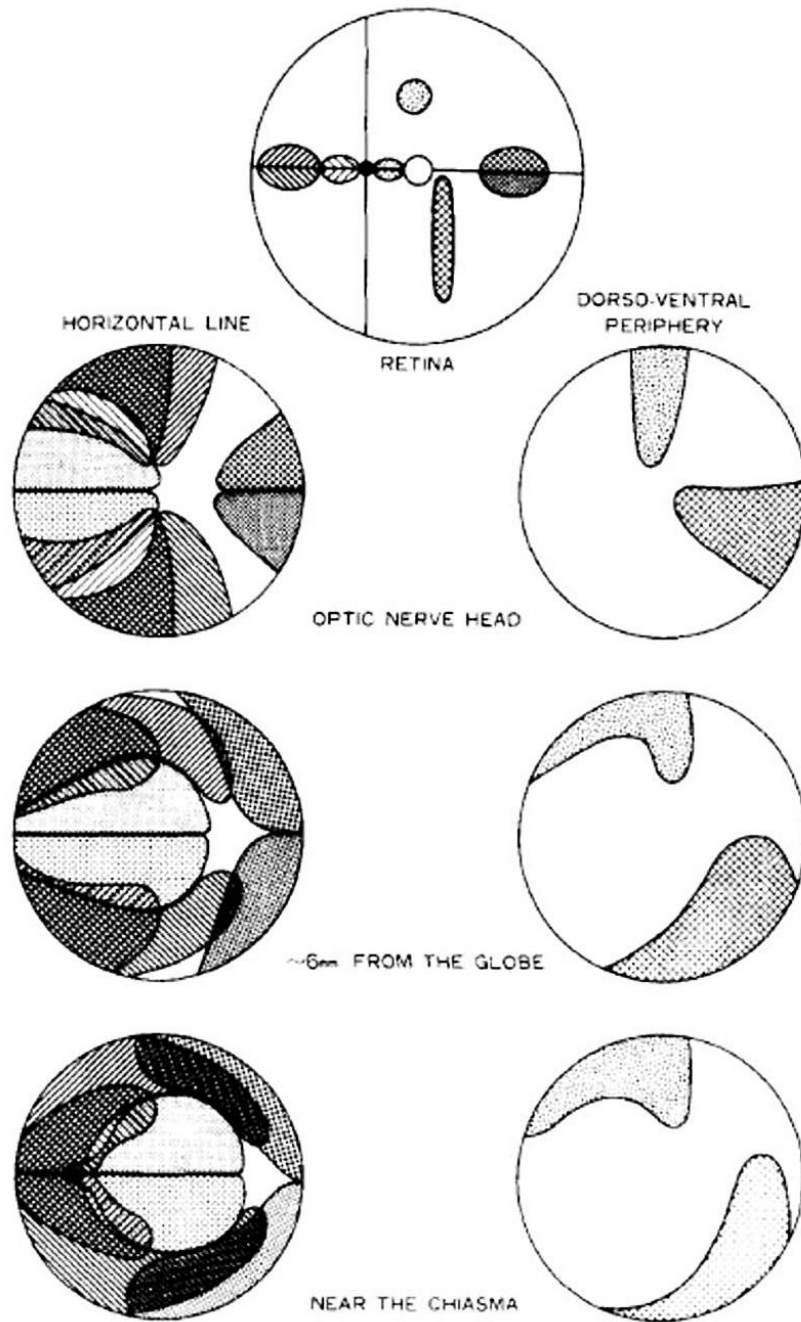 HORIZONTAL LINE
RETINA
DORSO-VENTRAL
PERIPHERY
OPTIC NERVE HEAD
~6mm FROM THE GLOBE
NEAR THE CHIASMA